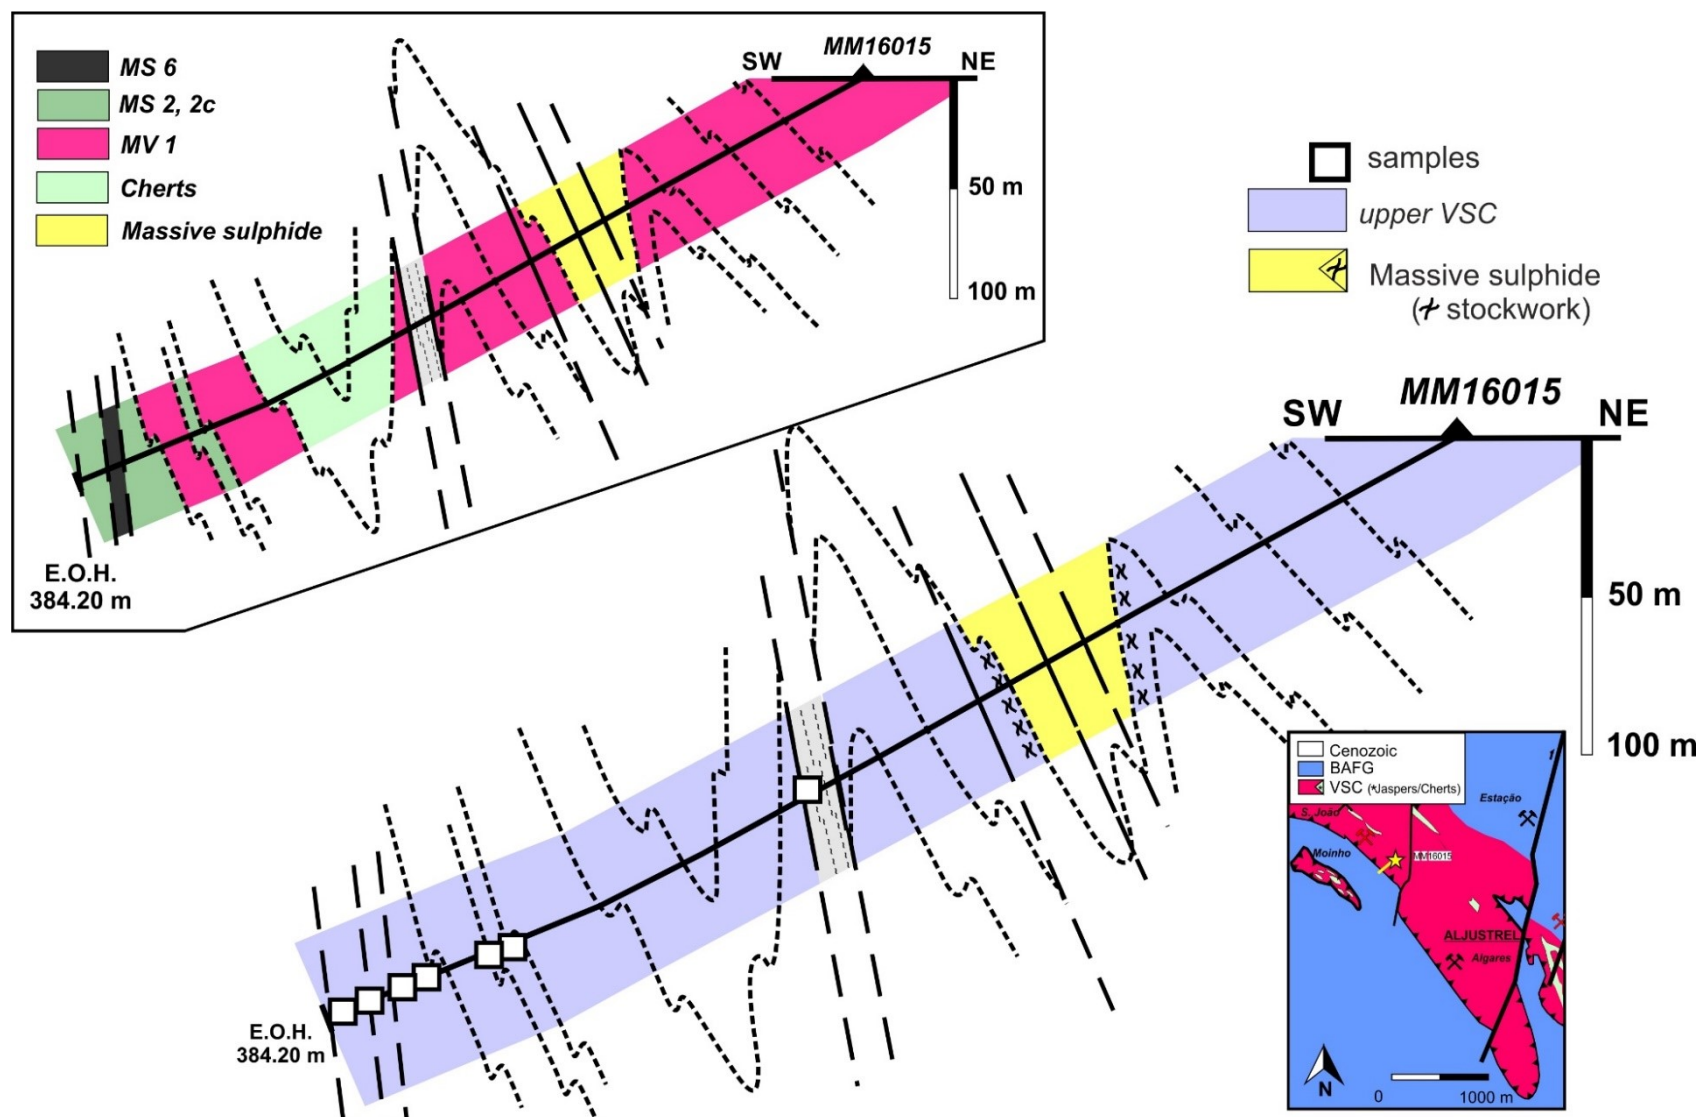 MS 6
MS 2, 2c
MV 1
Cherts
Massive sulphide
MM16015
SW
NE
50 m
100 m
E.O.H.
384.20 m
samples
upper VSC
Massive sulphide
( stockwork)
MM16015
SW
NE
50 m
100 m
E.O.H.
384.20 m
Cenozoic
BAFG
VSC (*Jaspers/Cherts)
Estação
S. João
Moinho
MM16015
ALJUSTREL
Algares
N
0
1000 m